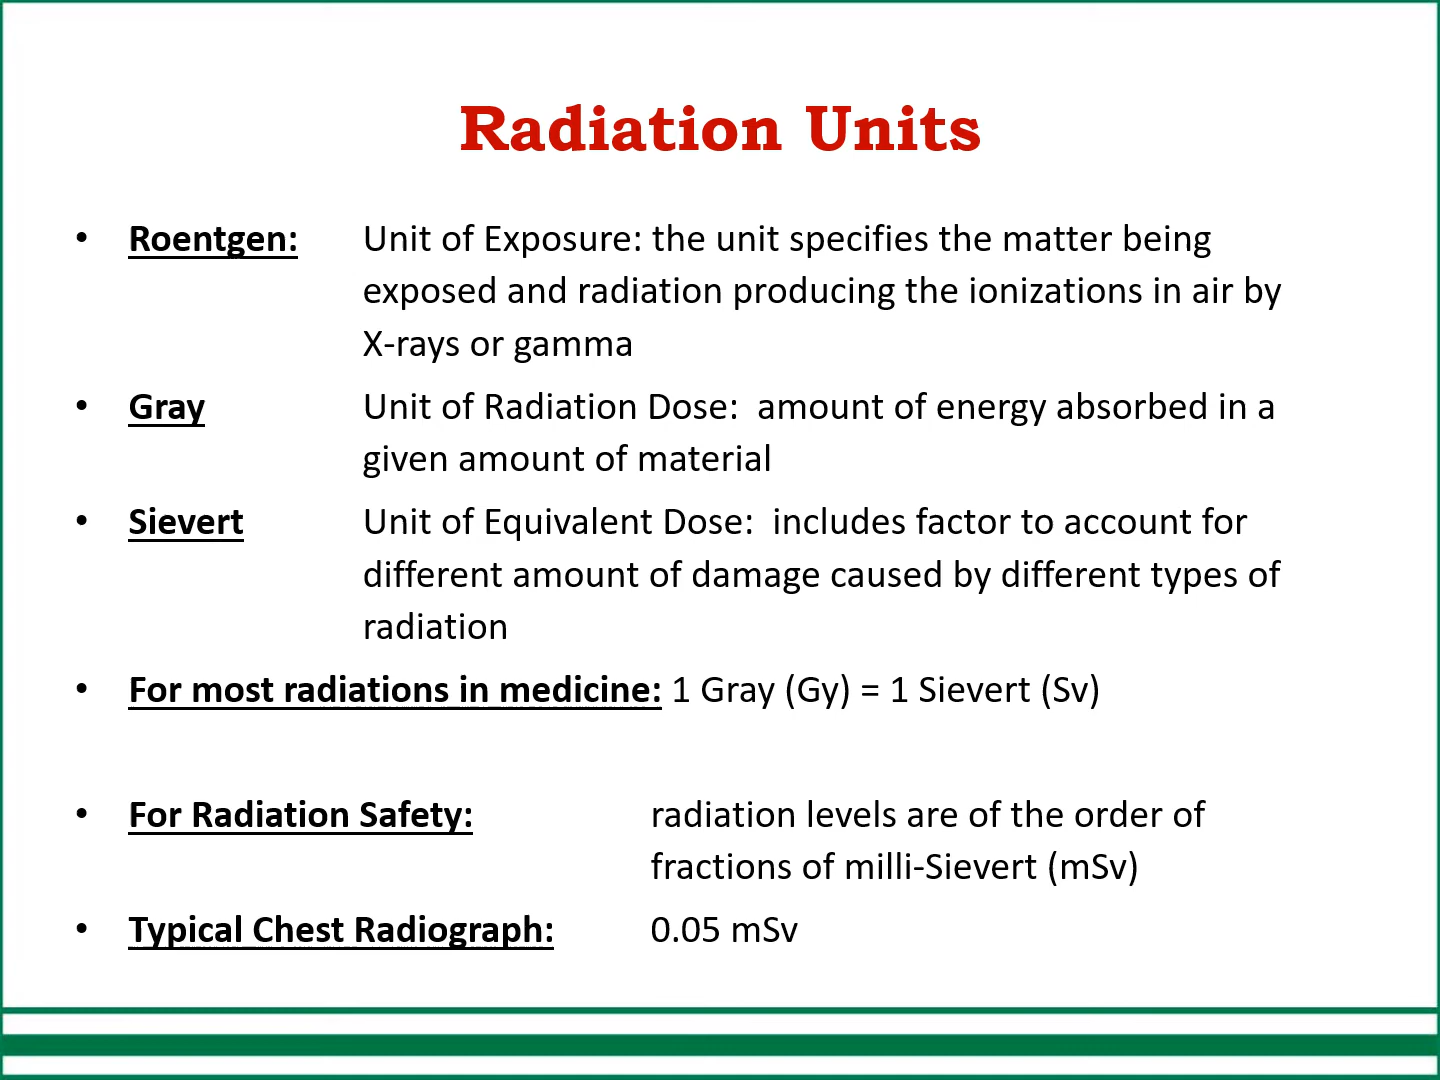 Radiation Units
• Roentgen: Unit of Exposure: the unit specifies the matter being
exposed and radiation producing the ionizations in air by
X-rays or gamma
• Gray Unit of Radiation Dose: amount of energy absorbed in a
given amount of material
• Sievert Unit of Equivalent Dose: includes factor to account for
different amount of damage caused by different types of
radiation
• For most radiations in medicine: 1 Gray (Gy) = 1 Sievert (Sv)
• For Radiation Safety: radiation levels are of the order of
fractions of milli-Sievert (mSv)
• Typical Chest Radiograph: 0.05 mSv